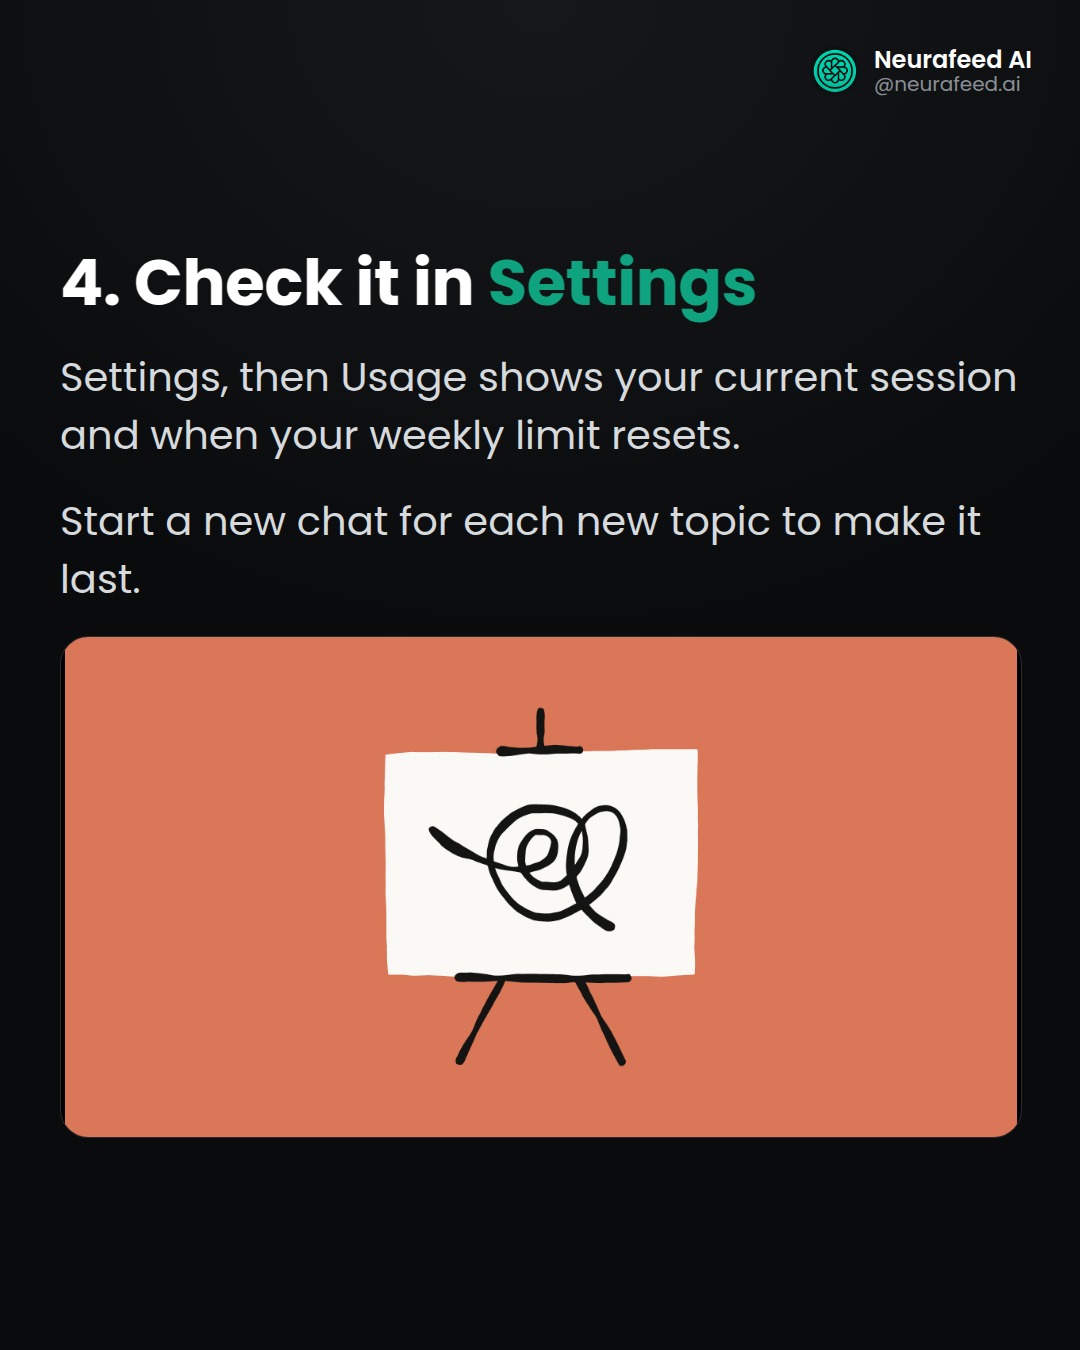 Neurafeed AI
@neurafeed.ai
4. Check it in Settings
Settings, then Usage shows your current session
and when your weekly limit resets.
Start a new chat for each new topic to make it
last.